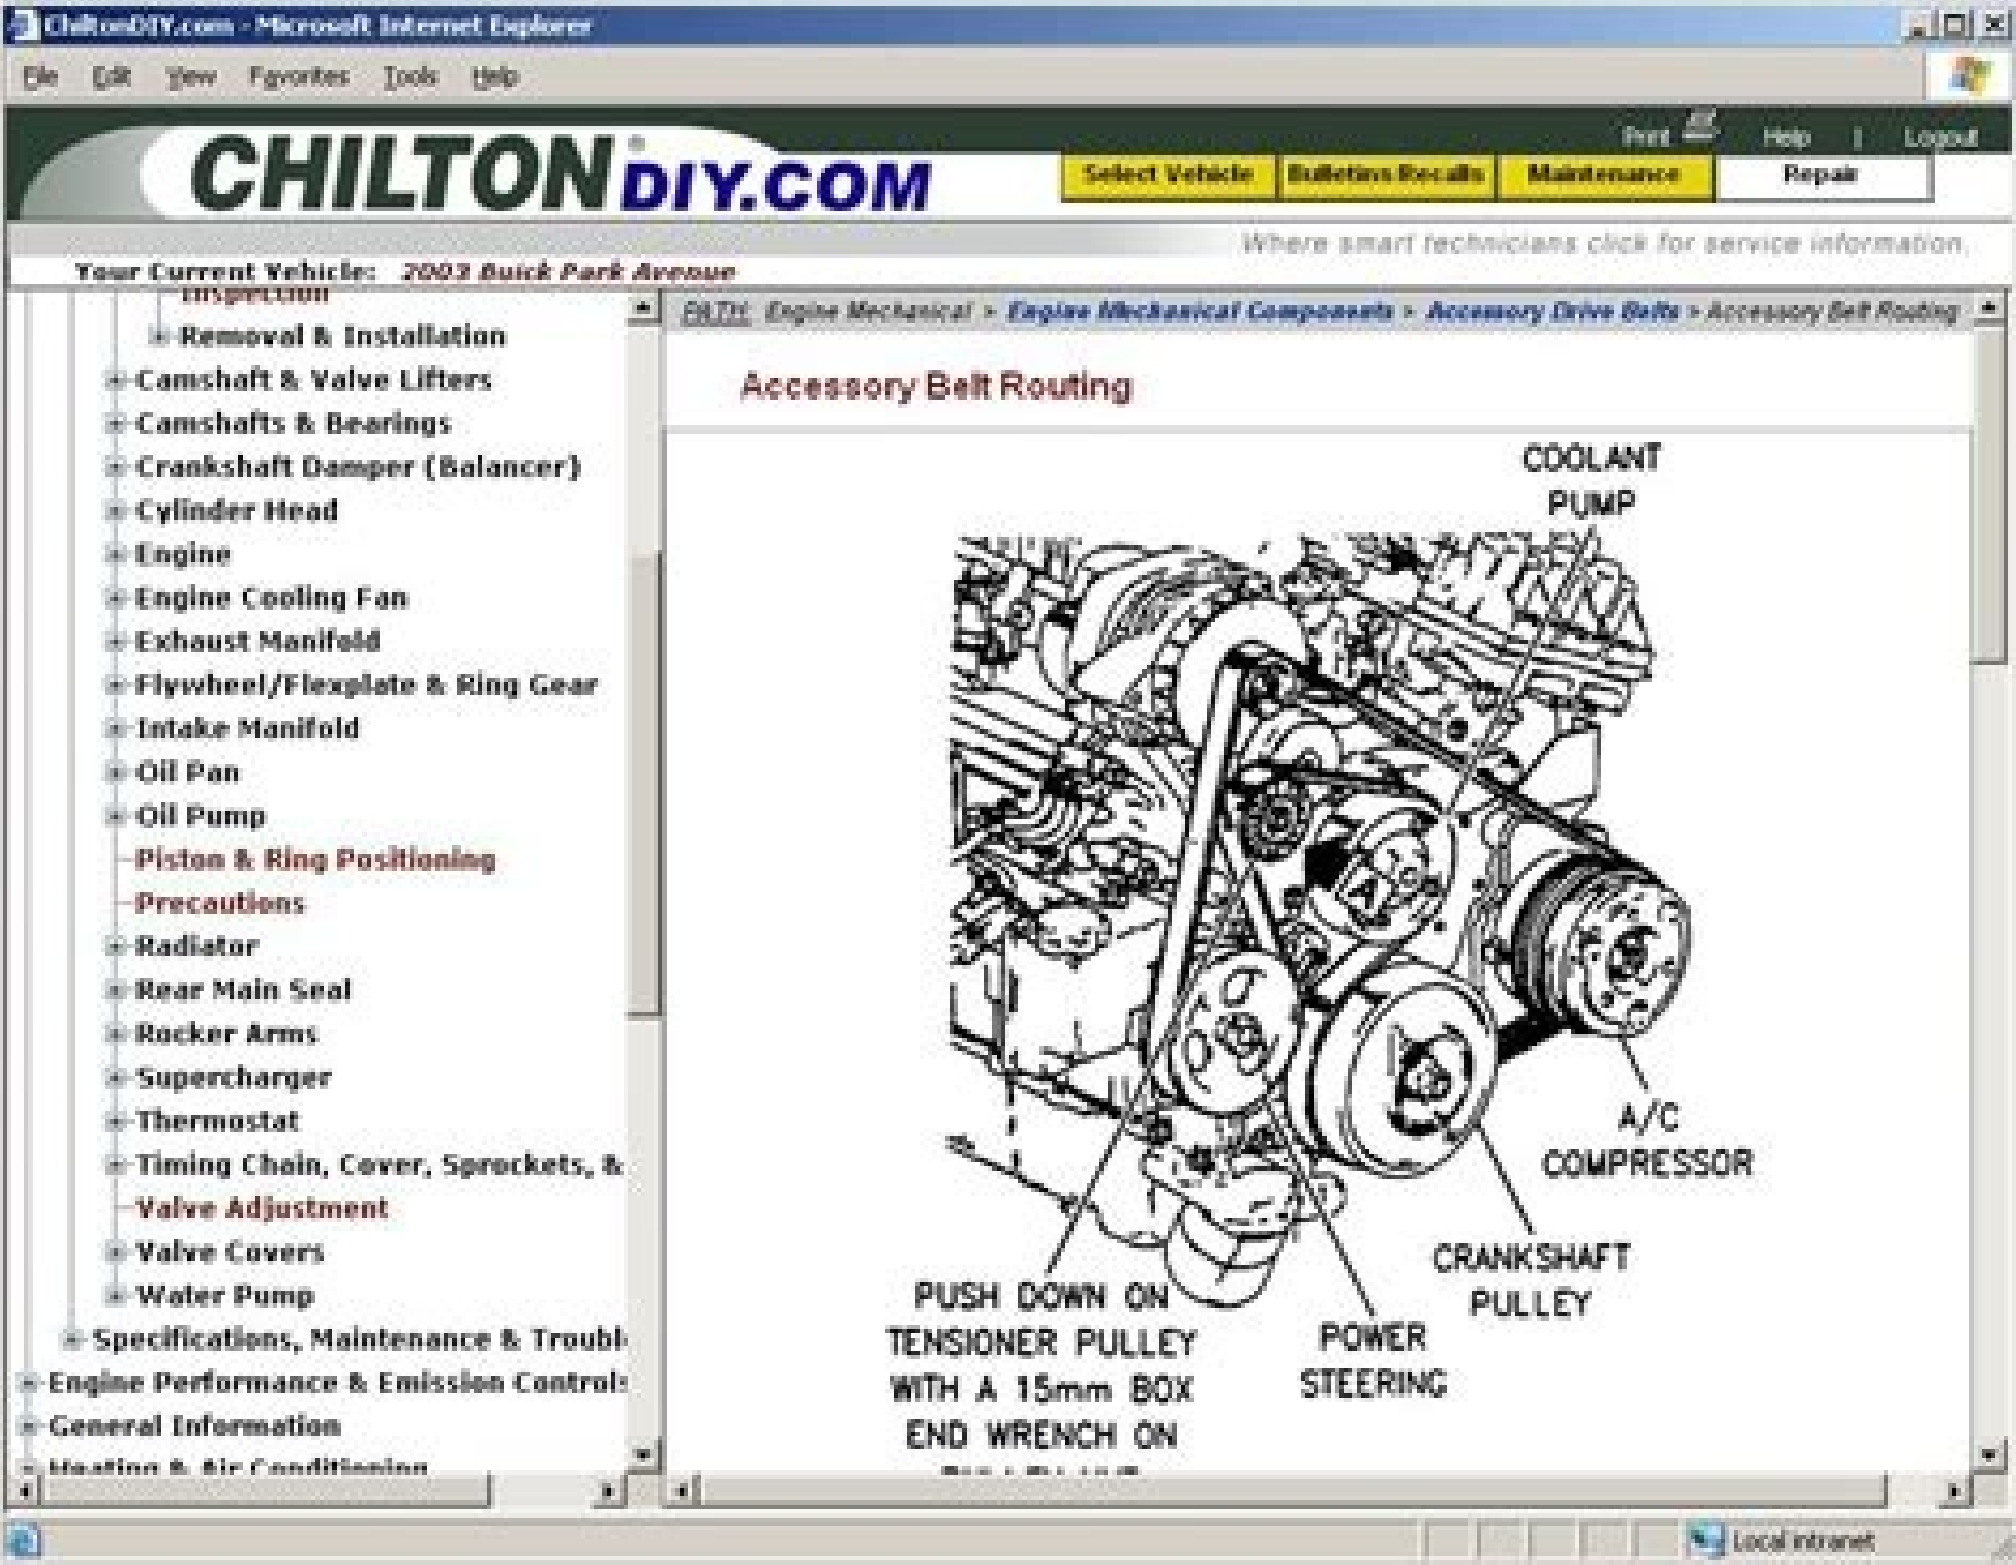 ChiltonDIY.com - Microsoft Internet Explorer
File Edit View Favorites Tools Help
Print Help | Logout
CHILTON® DIY.COM
Select Vehicle Bulletins/Recalls Maintenance Repair
Where smart technicians click for service information.
Your Current Vehicle: 2003 Buick Park Avenue
Inspection
Removal & Installation
Camshaft & Valve Lifters
Camshafts & Bearings
Crankshaft Damper (Balancer)
Cylinder Head
Engine
Engine Cooling Fan
Exhaust Manifold
Flywheel/Flexplate & Ring Gear
Intake Manifold
Oil Pan
Oil Pump
Piston & Ring Positioning
Precautions
Radiator
Rear Main Seal
Rocker Arms
Supercharger
Thermostat
Timing Chain, Cover, Sprockets, &
Valve Adjustment
Valve Covers
Water Pump
Specifications, Maintenance & Troubl
Engine Performance & Emission Controls
General Information
Heating & Air Conditioning
PATH: Engine Mechanical > Engine Mechanical Components > Accessory Drive Belts > Accessory Belt Routing
Accessory Belt Routing
COOLANT
PUMP
A/C
COMPRESSOR
CRANKSHAFT
PULLEY
POWER
STEERING
PUSH DOWN ON
TENSIONER PULLEY
WITH A 15mm BOX
END WRENCH ON
Local intranet